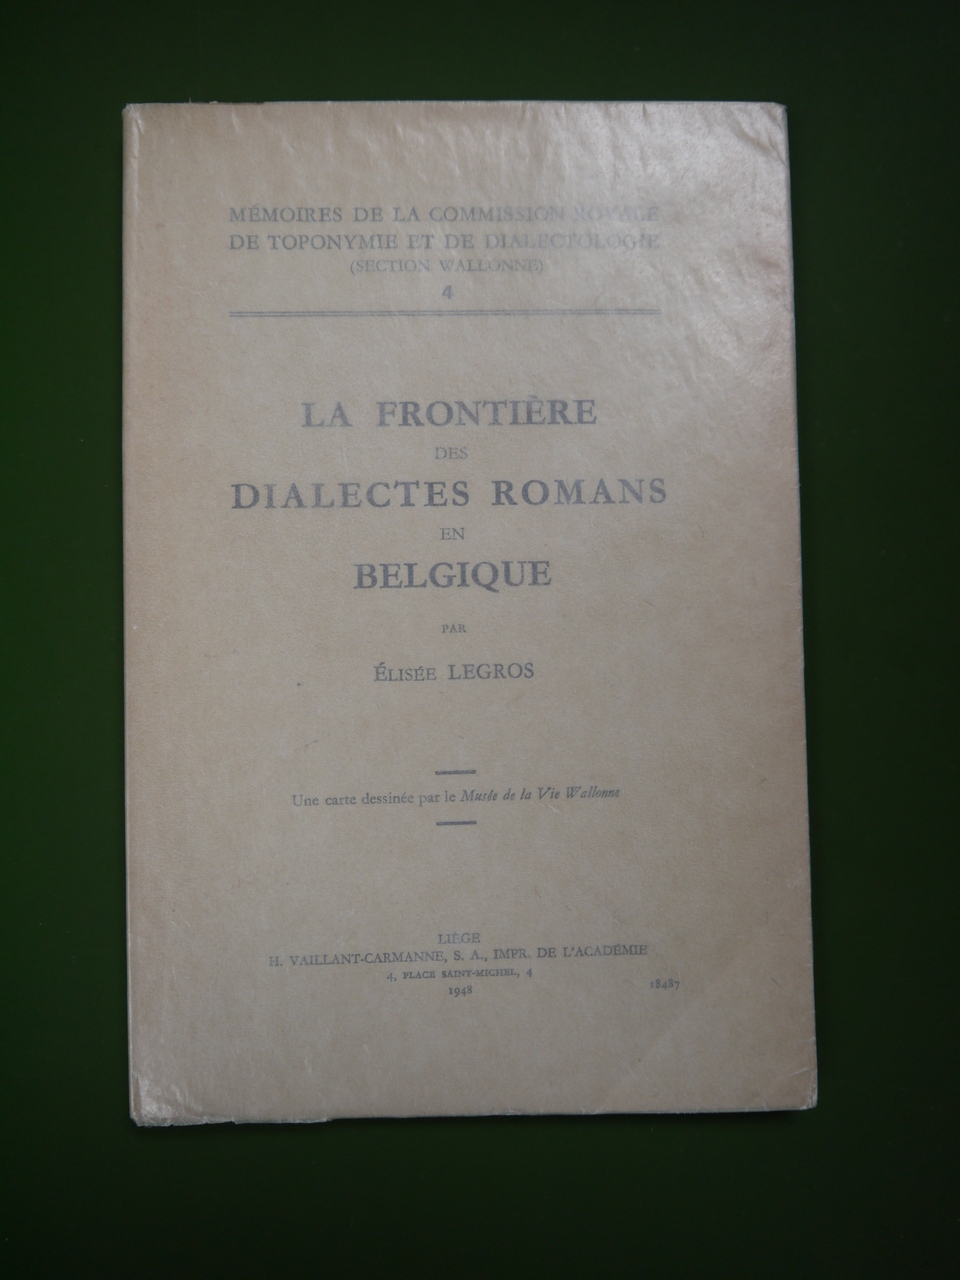 MÉMOIRES DE LA COMMISSION ROYALE
DE TOPONYMIE ET DE DIALECTOLOGIE
(SECTION WALLONNE)
4
LA FRONTIÈRE
DES
DIALECTES ROMANS
EN
BELGIQUE
PAR
ÉLISÉE LEGROS
Une carte dessinée par le Musée de la Vie Wallonne
LIÈGE
H. VAILLANT-CARMANNE, S. A., IMPR. DE L'ACADÉMIE
4, PLACE SAINT-MICHEL, 4
1948
18487